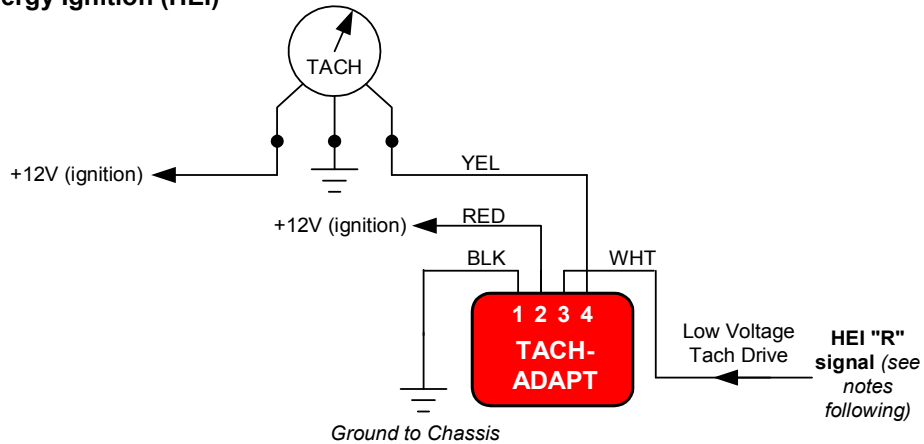 ergy Ignition (HEI)
TACH
+12V (ignition)
YEL
+12V (ignition)
RED
BLK
WHT
1 2 3 4
TACH-
ADAPT
Low Voltage
Tach Drive
HEI "R"
signal (see
notes
following)
Ground to Chassis